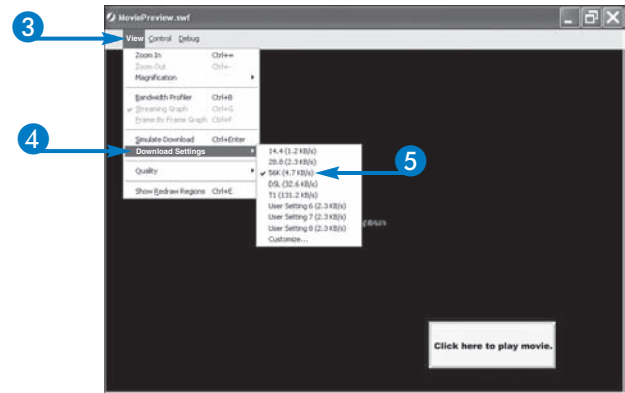 MoviePreview.swf
3
View Control Debug
Zoom In Ctrl+=
Zoom Out Ctrl+-
Magnification
Bandwidth Profiler Ctrl+B
Streaming Graph Ctrl+G
Frame By Frame Graph Ctrl+F
4
Simulate Download Ctrl+Enter
Download Settings
Quality
Show Redraw Regions Ctrl+E
5
14.4 (1.2 KB/s)
28.8 (2.3 KB/s)
56K (4.7 KB/s)
DSL (32.6 KB/s)
T1 (131.2 KB/s)
User Setting 6 (2.3 KB/s)
User Setting 7 (2.3 KB/s)
User Setting 8 (2.3 KB/s)
Customize...
Click here to play movie.